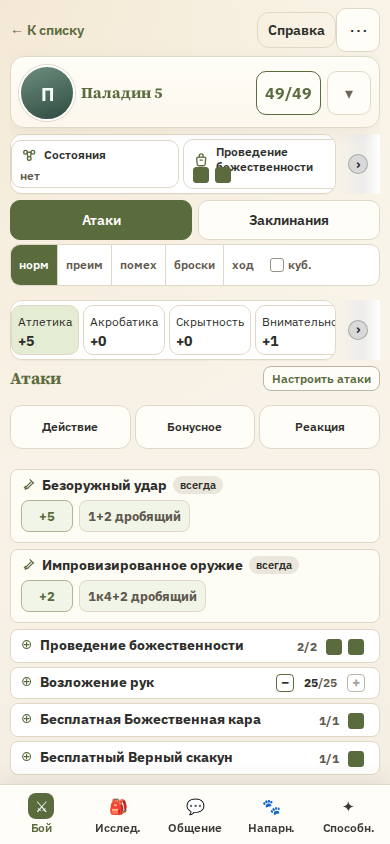 ← К списку
Справка
...
П
Паладин 5
49/49
▼
Состояния
нет
Проведение
божественности
Атаки
Заклинания
норм
преим
помех
броски
ход
куб.
Атлетика
+5
Акробатика
+0
Скрытность
+0
Внимательно
+1
Атаки
Настроить атаки
Действие
Бонусное
Реакция
Безоружный удар
всегда
+5
1+2 дробящий
Импровизированное оружие
всегда
+2
1к4+2 дробящий
Проведение божественности
2/2
Возложение рук
−
25/25
+
Бесплатная Божественная кара
1/1
Бесплатный Верный скакун
1/1
Бой
Исслед.
Общение
Напарн.
Способн.